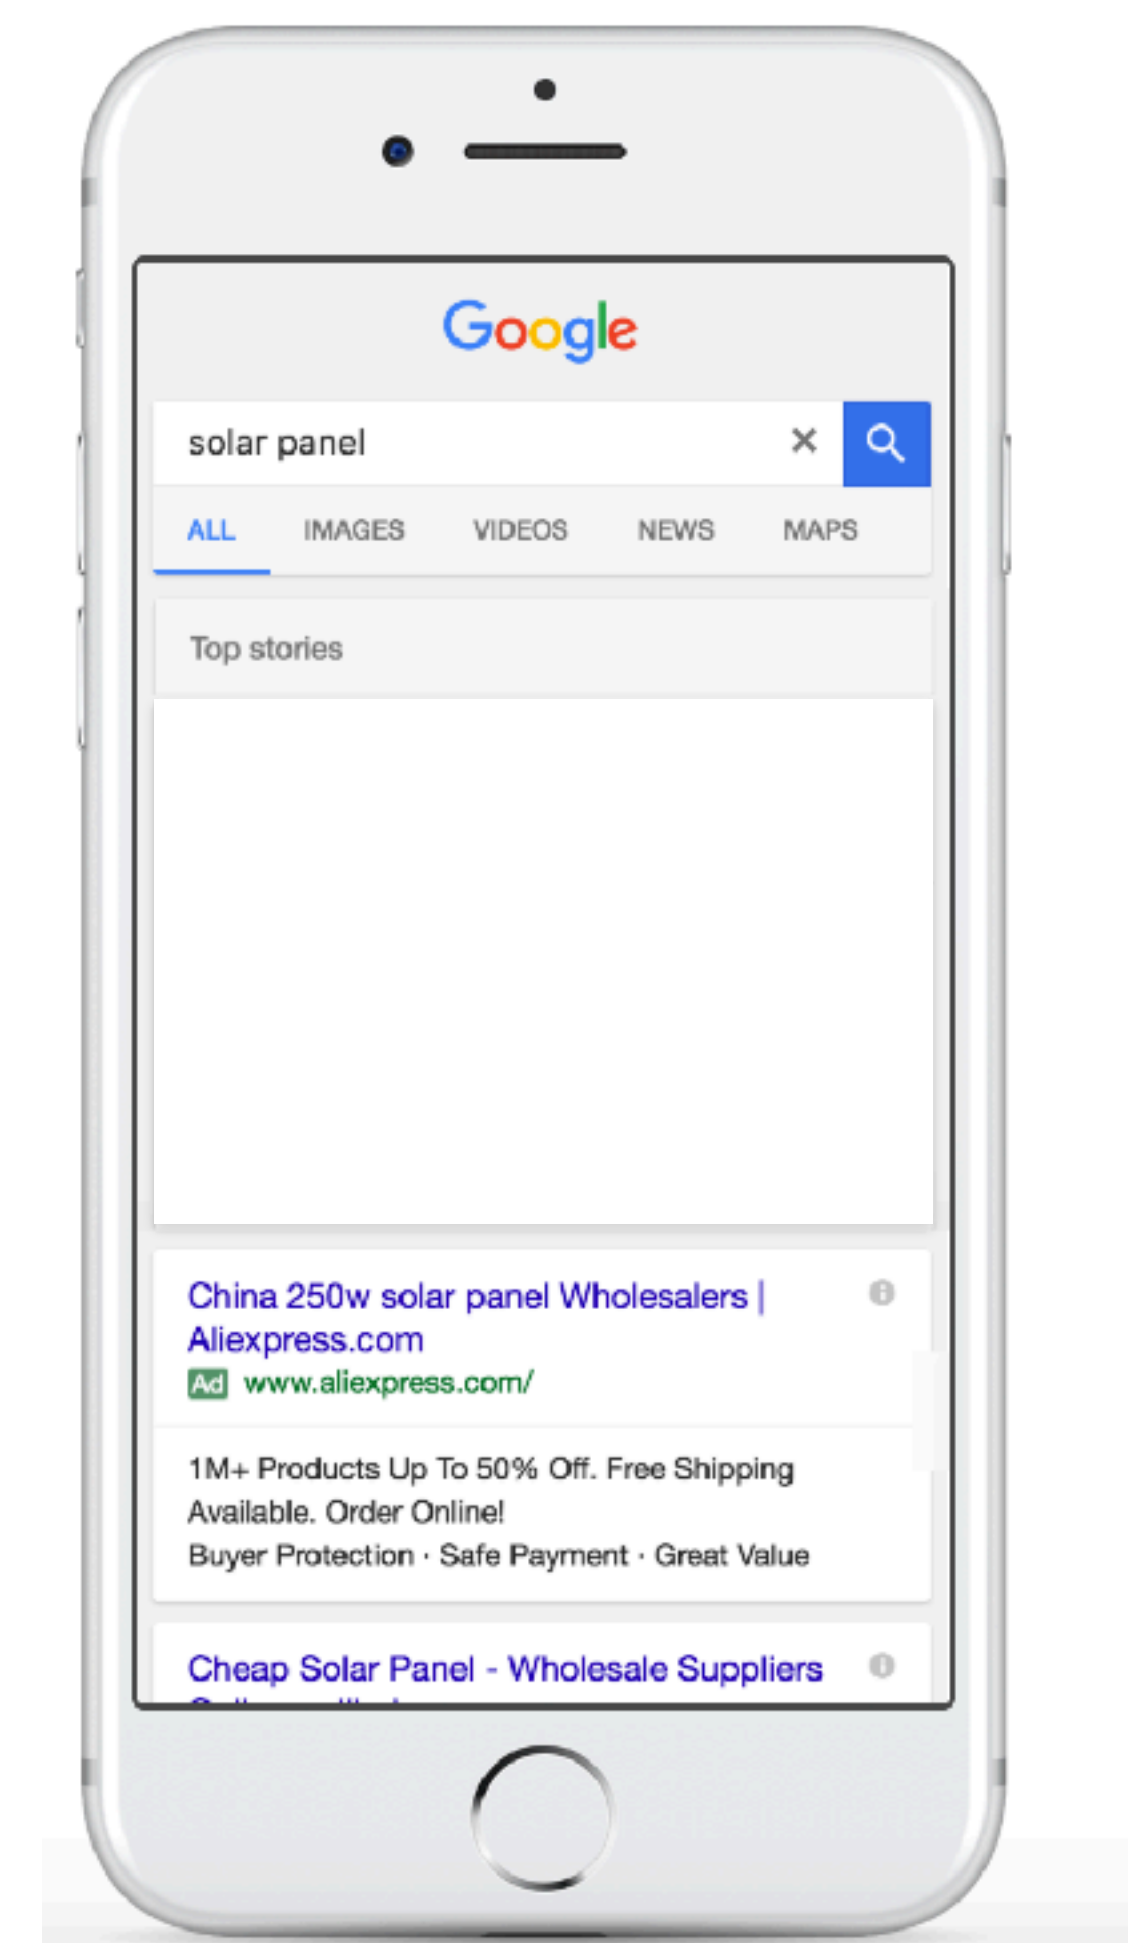 Google
solar panel
ALL IMAGES VIDEOS NEWS MAPS
Top stories
China 250w solar panel Wholesalers |
Aliexpress.com
Ad www.aliexpress.com/
1M+ Products Up To 50% Off. Free Shipping
Available. Order Online!
Buyer Protection · Safe Payment · Great Value
Cheap Solar Panel - Wholesale Suppliers